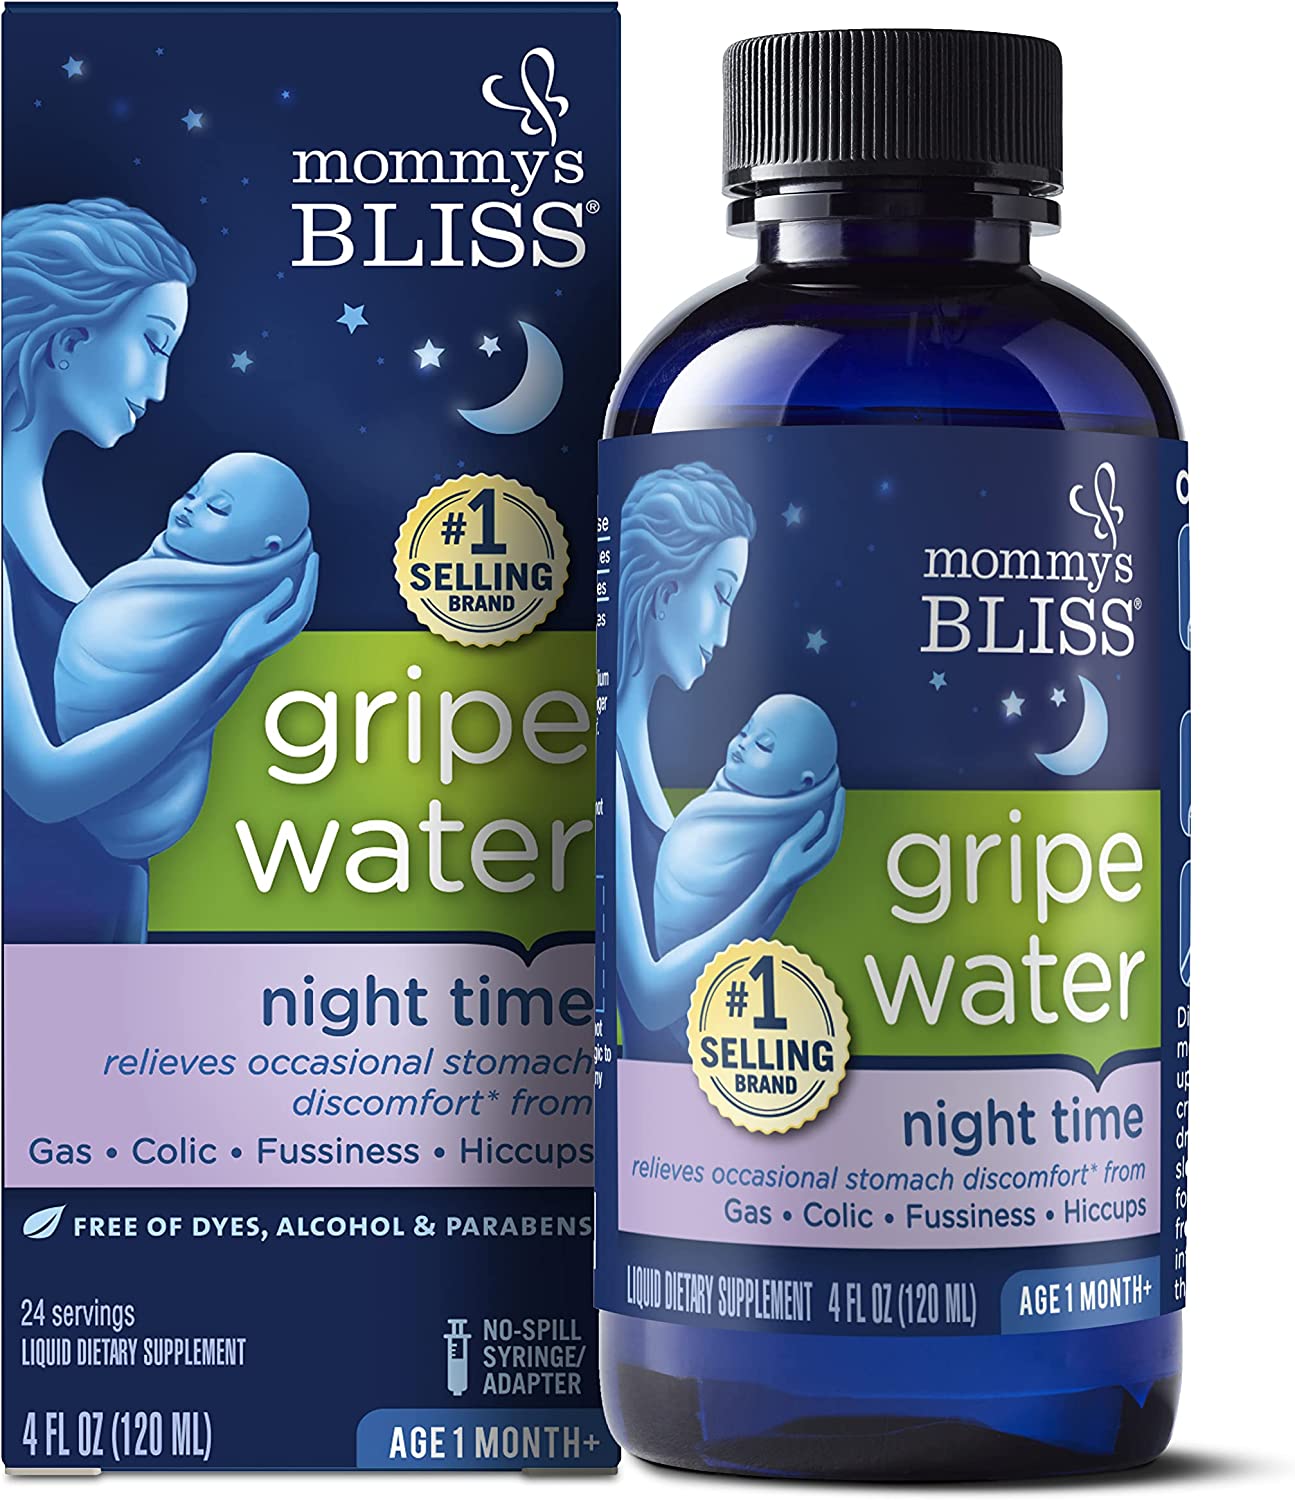 mommy's
BLISS®
#1
SELLING
BRAND
gripe
water
night time
relieves occasional stomach
discomfort* from
Gas • Colic • Fussiness • Hiccups
FREE OF DYES, ALCOHOL & PARABENS
24 servings
LIQUID DIETARY SUPPLEMENT
NO-SPILL
SYRINGE/
ADAPTER
4 FL OZ (120 ML)
AGE 1 MONTH+
mommy's
BLISS®
gripe
water
#1
SELLING
BRAND
night time
relieves occasional stomach discomfort* from
Gas • Colic • Fussiness • Hiccups
LIQUID DIETARY SUPPLEMENT 4 FL OZ (120 ML)
AGE 1 MONTH+